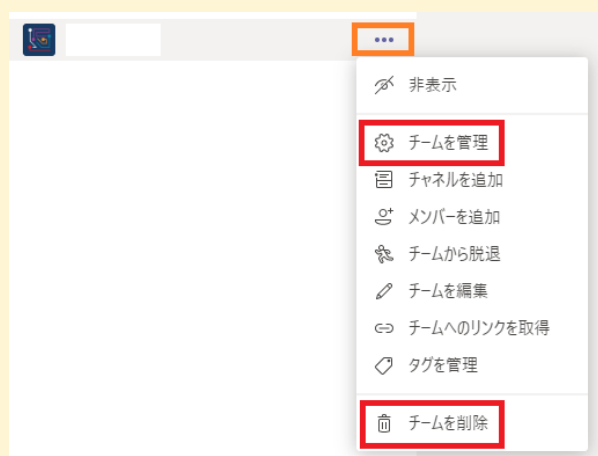 非表示
チームを管理
チャネルを追加
メンバーを追加
チームから脱退
チームを編集
チームへのリンクを取得
タグを管理
チームを削除